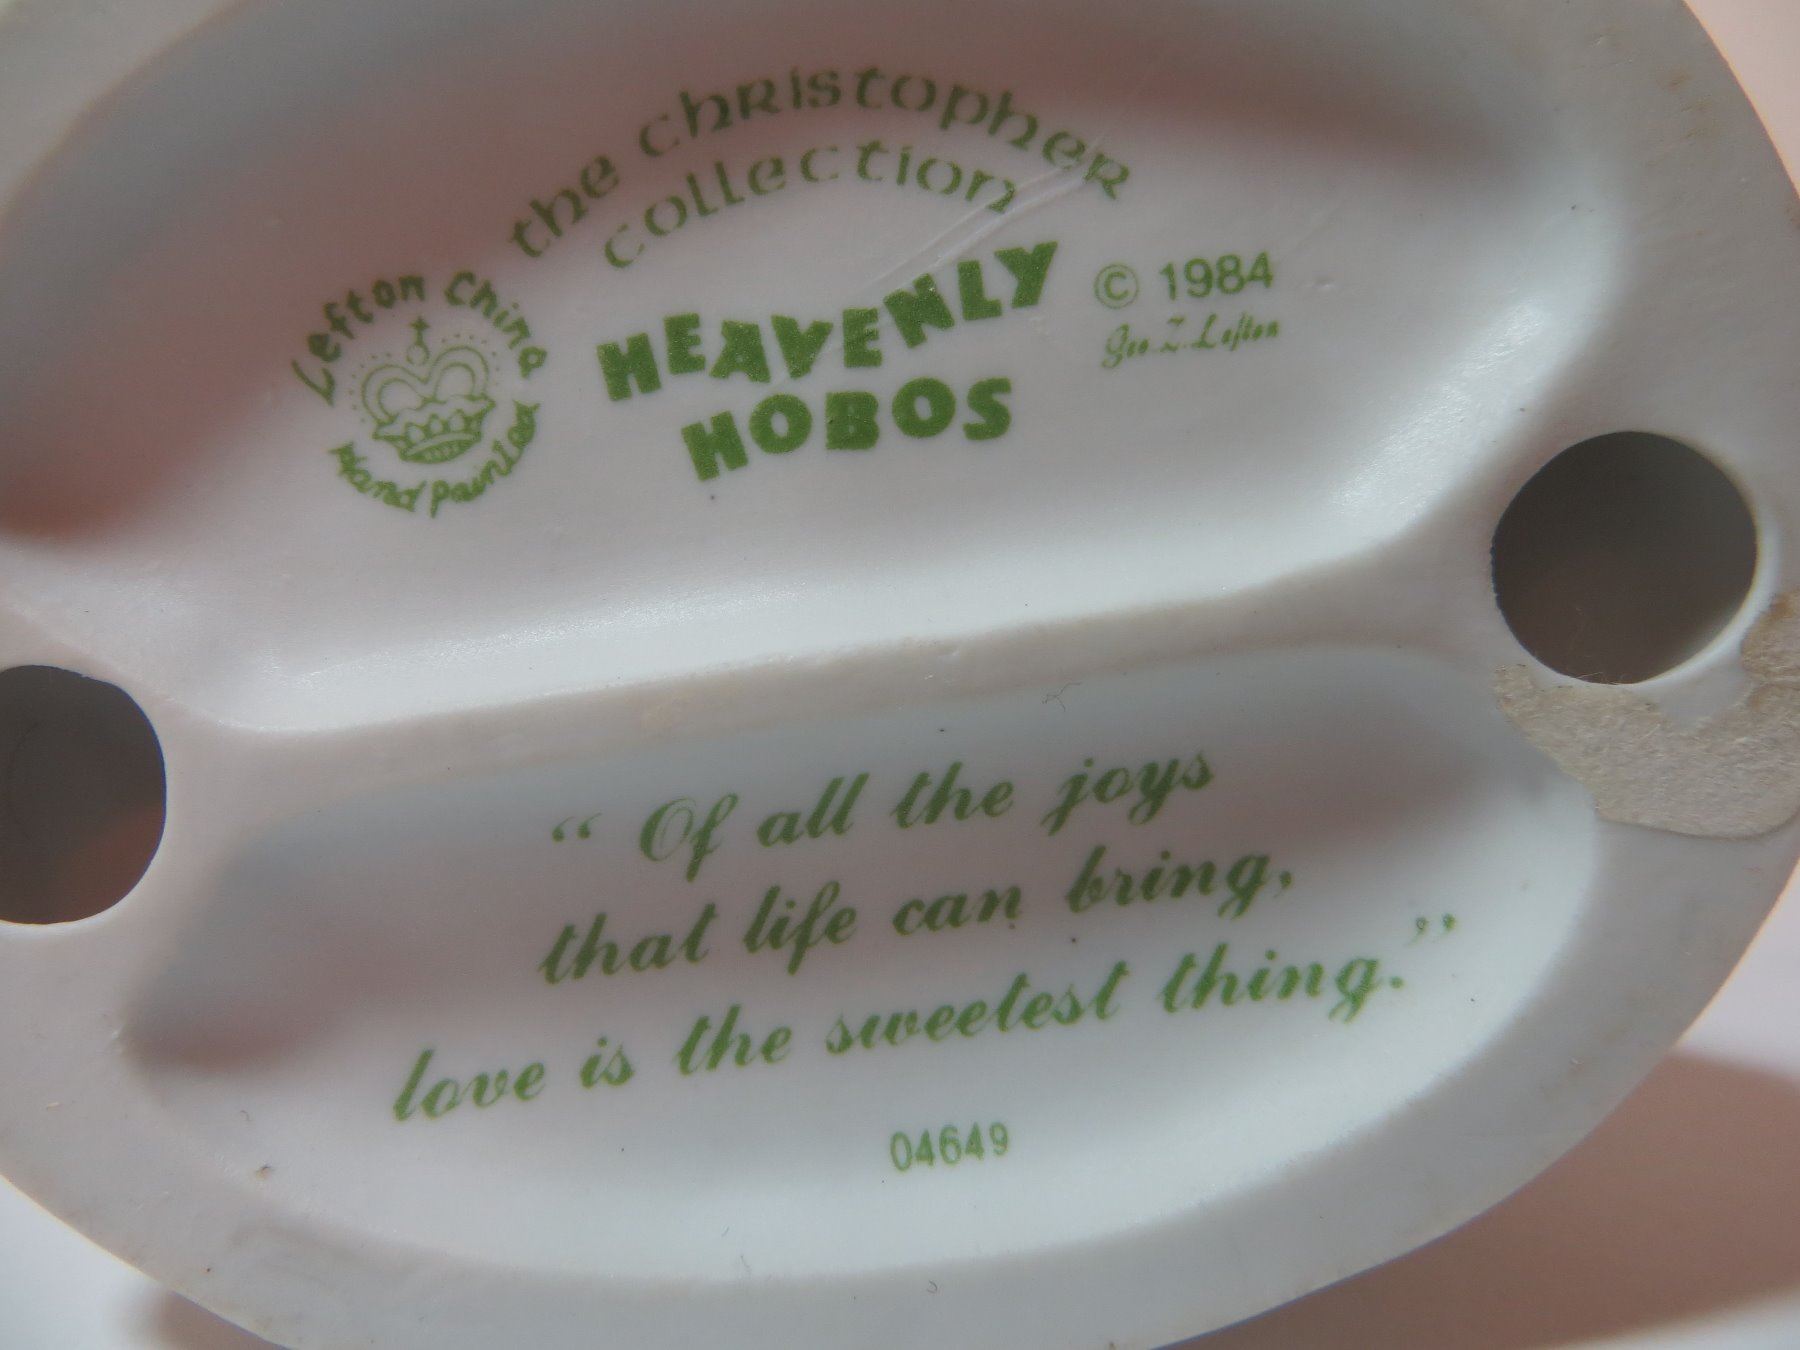 the christopher
collection
Lefton China
Hand Painted
HEAVENLY
HOBOS
© 1984
Geo. Z. Lefton
“ Of all the joys
that life can bring,
love is the sweetest thing.”
04649